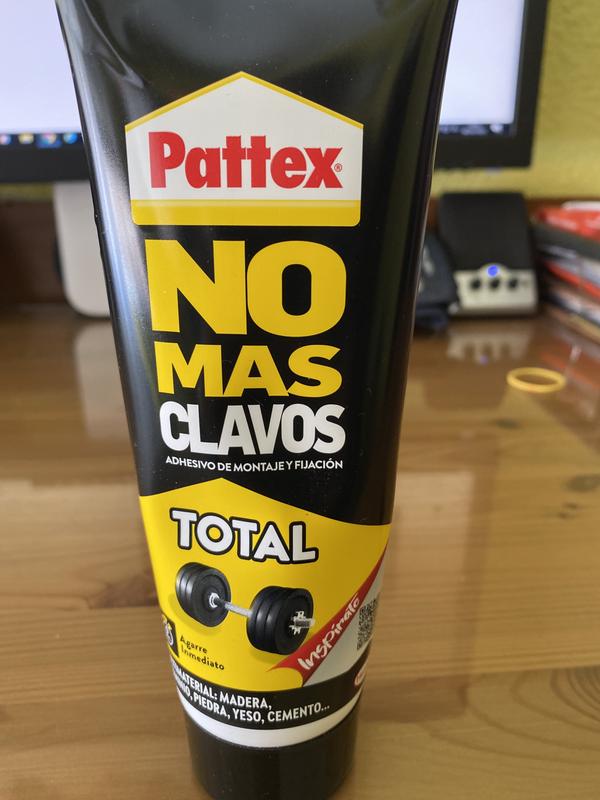 Pattex®
NO
MAS
CLAVOS
ADHESIVO DE MONTAJE Y FIJACIÓN
TOTAL
Agarre
Inmediato
Inspírate
MATERIAL: MADERA,
PIEDRA, YESO, CEMENTO...